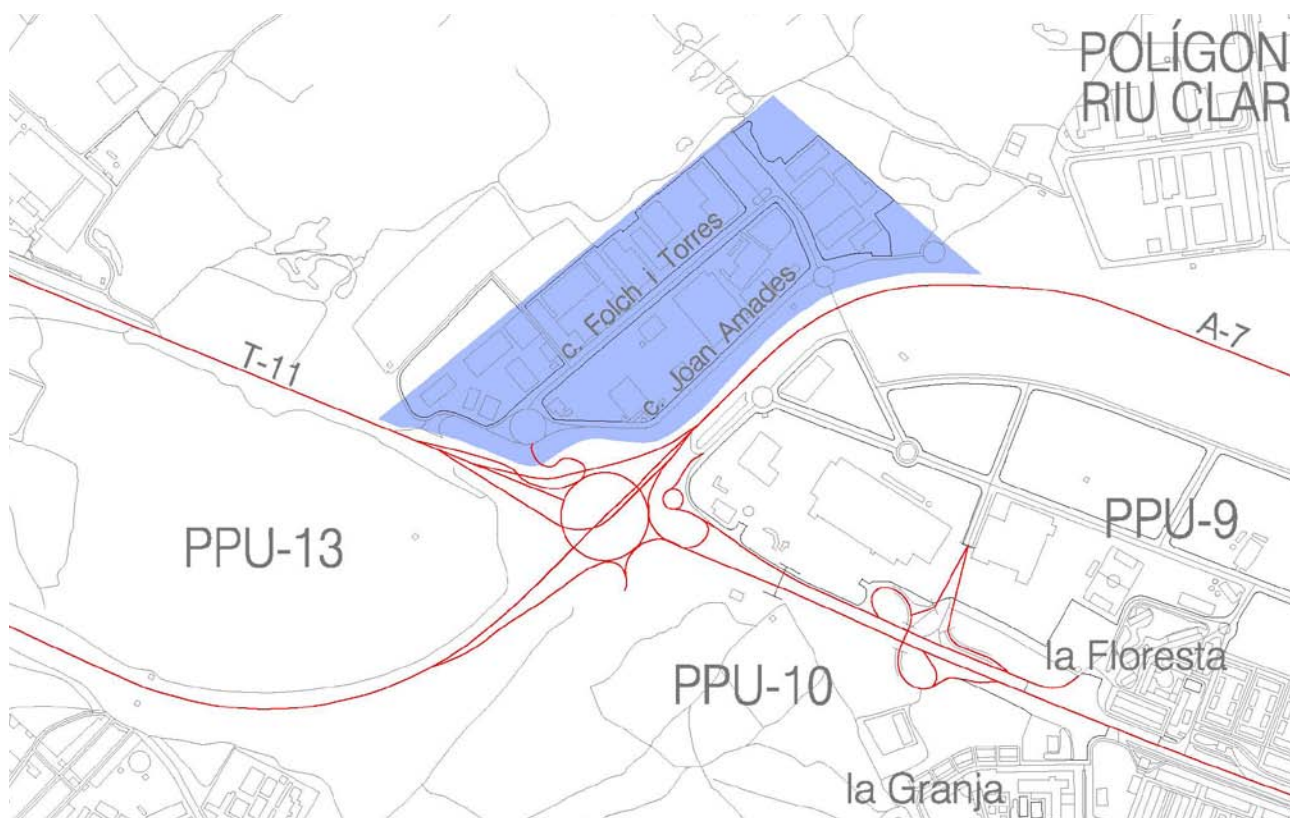 POLÍGON
RIU CLAR
c. Folch i Torres
c. Joan Amades
A-7
T-11
PPU-9
PPU-13
la Floresta
PPU-10
la Granja